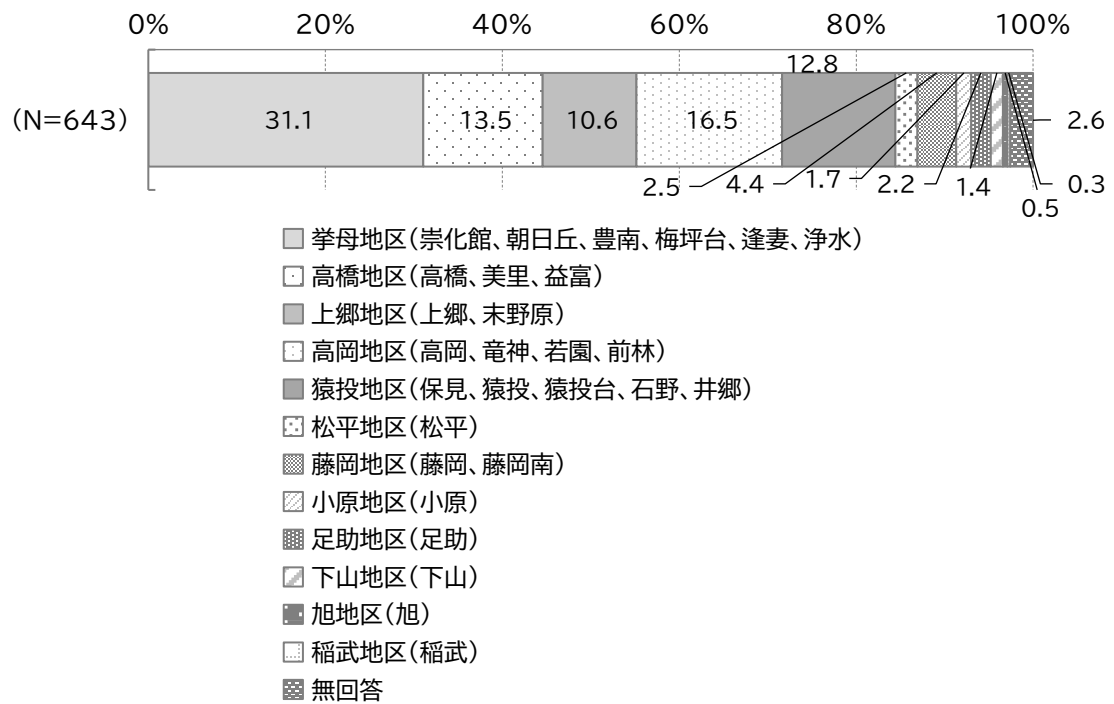 0% 20% 40% 60% 80% 100%
12.8
(N=643) 31.1 13.5 10.6 16.5 2.6
2.5 4.4 1.7 2.2 1.4 0.3
0.5
挙母地区(崇化館、朝日丘、豊南、梅坪台、逢妻、浄水)
高橋地区(高橋、美里、益富)
上郷地区(上郷、末野原)
高岡地区(高岡、竜神、若園、前林)
猿投地区(保見、猿投、猿投台、石野、井郷)
松平地区(松平)
藤岡地区(藤岡、藤岡南)
小原地区(小原)
足助地区(足助)
下山地区(下山)
旭地区(旭)
稲武地区(稲武)
無回答